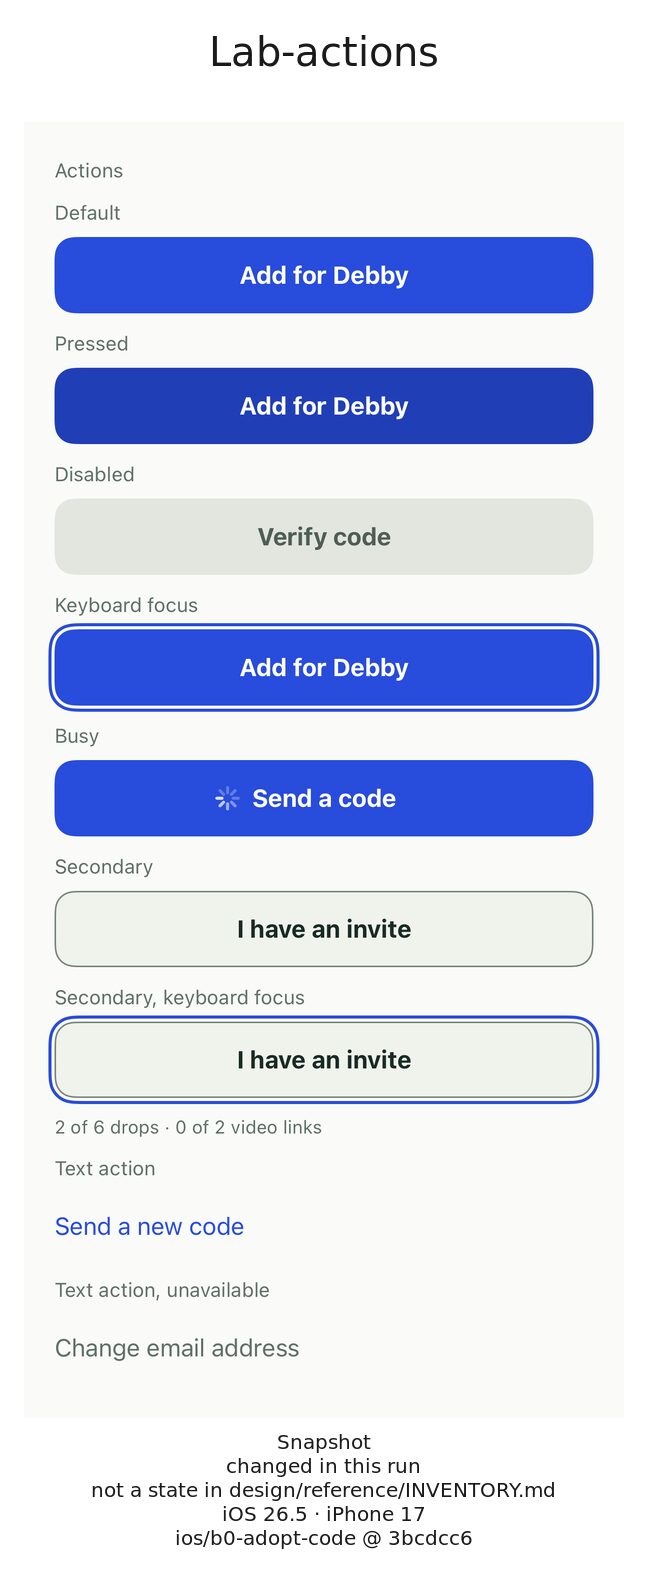 Lab-actions
Actions
Default
Add for Debby
Pressed
Add for Debby
Disabled
Verify code
Keyboard focus
Add for Debby
Busy
Send a code
Secondary
I have an invite
Secondary, keyboard focus
I have an invite
2 of 6 drops · 0 of 2 video links
Text action
Send a new code
Text action, unavailable
Change email address
Snapshot
changed in this run
not a state in design/reference/INVENTORY.md
iOS 26.5 · iPhone 17
ios/b0-adopt-code @ 3bcdcc6